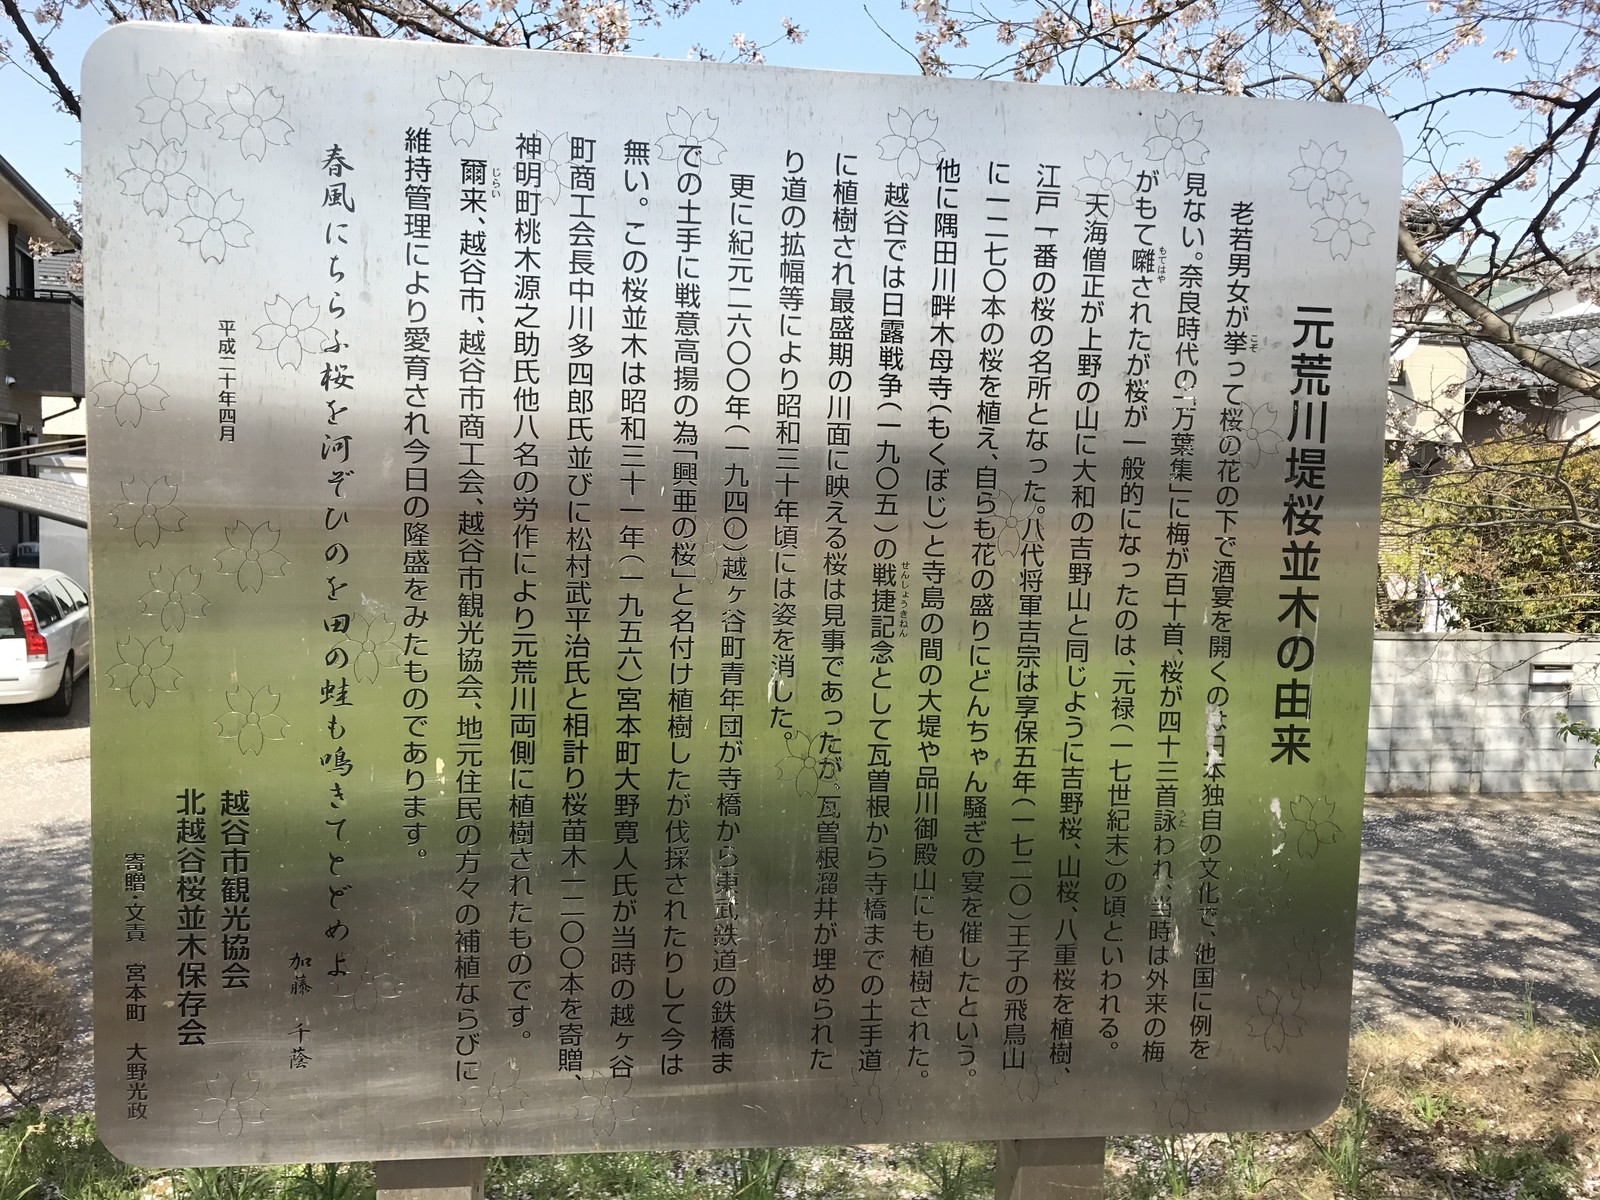 元荒川堤桜並木の由来
老若男女が挙って桜の花の下で酒宴を開くのは日本独自の文化で、他国に例を
こぞ
見ない。奈良時代の「万葉集」に梅が百十首、桜が四十三首詠われ、当時は外来の梅
うた
がもて囃されたが桜が一般的になったのは、元禄(一七世紀末)の頃といわれる。
もてはや
天海僧正が上野の山に大和の吉野山と同じように吉野桜、山桜、八重桜を植樹、
江戸一番の桜の名所となった。八代将軍吉宗は享保五年(一七二〇)王子の飛鳥山
に一二七〇本の桜を植え、自らも花の盛りにどんちゃん騒ぎの宴を催したという。
他に隅田川畔木母寺(もくぼじ)と寺島の間の大堤や品川御殿山にも植樹された。
越谷では日露戦争(一九〇五)の戦捷記念として瓦曽根から寺橋までの土手道
せんしょうきねん
に植樹され最盛期の川面に映える桜は見事であったが、瓦曽根溜井が埋められた
り道の拡幅等により昭和三十年頃には姿を消した。
更に紀元二六〇〇年(一九四〇)越ヶ谷町青年団が寺橋から東武鉄道の鉄橋ま
での土手に戦意高揚の為「興亜の桜」と名付け植樹したが伐採されたりして今は
無い。この桜並木は昭和三十一年(一九五六)宮本町大野寛人氏が当時の越ヶ谷
町商工会長中川多四郎氏並びに松村武平治氏と相計り桜苗木一二〇〇本を寄贈、
神明町桃木源之助氏他八名の労作により元荒川両側に植樹されたものです。
爾来、越谷市、越谷市商工会、越谷市観光協会、地元住民の方々の補植ならびに
じらい
維持管理により愛育され今日の隆盛をみたものであります。
春風にちらふ桜を河ぞひのを田の蛙も鳴きてとどめよ
加藤 千蔭
平成二十年四月
越谷市観光協会
北越谷桜並木保存会
寄贈・文責 宮本町 大野光政